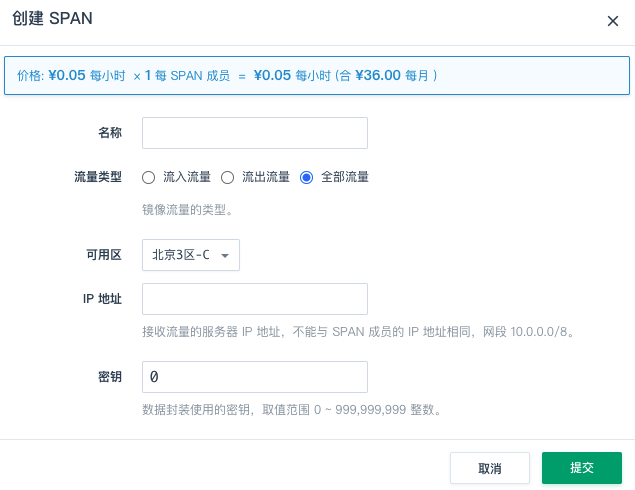 创建 SPAN
价格: ¥0.05 每小时 × 1 每 SPAN 成员 = ¥0.05 每小时 (合 ¥36.00 每月 )
名称
流量类型 流入流量 流出流量 全部流量
镜像流量的类型。
可用区 北京3区-C
IP 地址
接收流量的服务器 IP 地址，不能与 SPAN 成员的 IP 地址相同，网段 10.0.0.0/8。
密钥 0
数据封装使用的密钥，取值范围 0 ~ 999,999,999 整数。
取消 提交